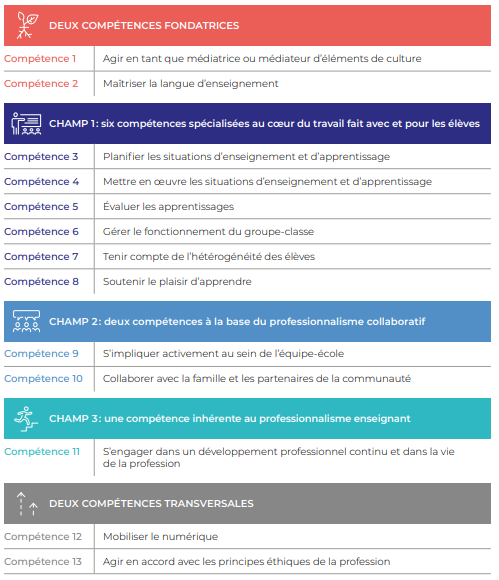 DEUX COMPÉTENCES FONDATRICES
Compétence 1 Agir en tant que médiatrice ou médiateur d'éléments de culture
Compétence 2 Maîtriser la langue d'enseignement
CHAMP 1 : six compétences spécialisées au cœur du travail fait avec et pour les élèves
Compétence 3 Planifier les situations d'enseignement et d'apprentissage
Compétence 4 Mettre en œuvre les situations d'enseignement et d'apprentissage
Compétence 5 Évaluer les apprentissages
Compétence 6 Gérer le fonctionnement du groupe-classe
Compétence 7 Tenir compte de l'hétérogénéité des élèves
Compétence 8 Soutenir le plaisir d'apprendre
CHAMP 2 : deux compétences à la base du professionnalisme collaboratif
Compétence 9 S'impliquer activement au sein de l'équipe-école
Compétence 10 Collaborer avec la famille et les partenaires de la communauté
CHAMP 3 : une compétence inhérente au professionnalisme enseignant
Compétence 11 S'engager dans un développement professionnel continu et dans la vie
de la profession
DEUX COMPÉTENCES TRANSVERSALES
Compétence 12 Mobiliser le numérique
Compétence 13 Agir en accord avec les principes éthiques de la profession